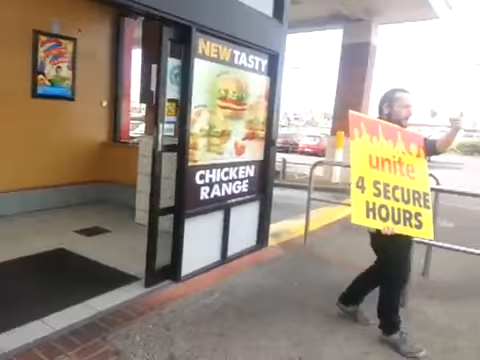 NEW TASTY
CHICKEN
RANGE
unite
4 SECURE
HOURS